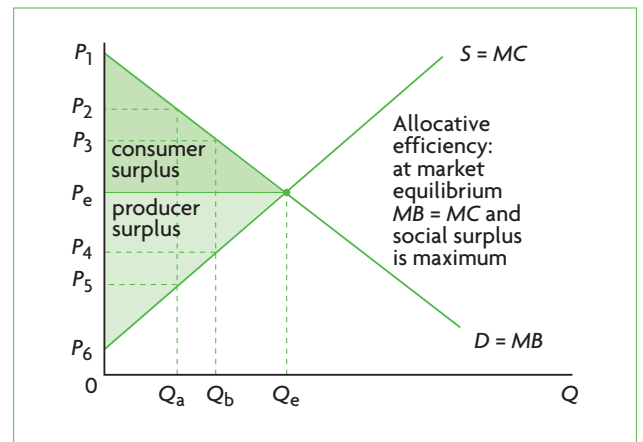 P1
S = MC
P2
P3
Allocative
efficiency:
at market
equilibrium
MB = MC and
social surplus
is maximum
consumer
surplus
Pe
producer
surplus
P4
P5
P6
D = MB
0
Qa
Qb
Qe
Q